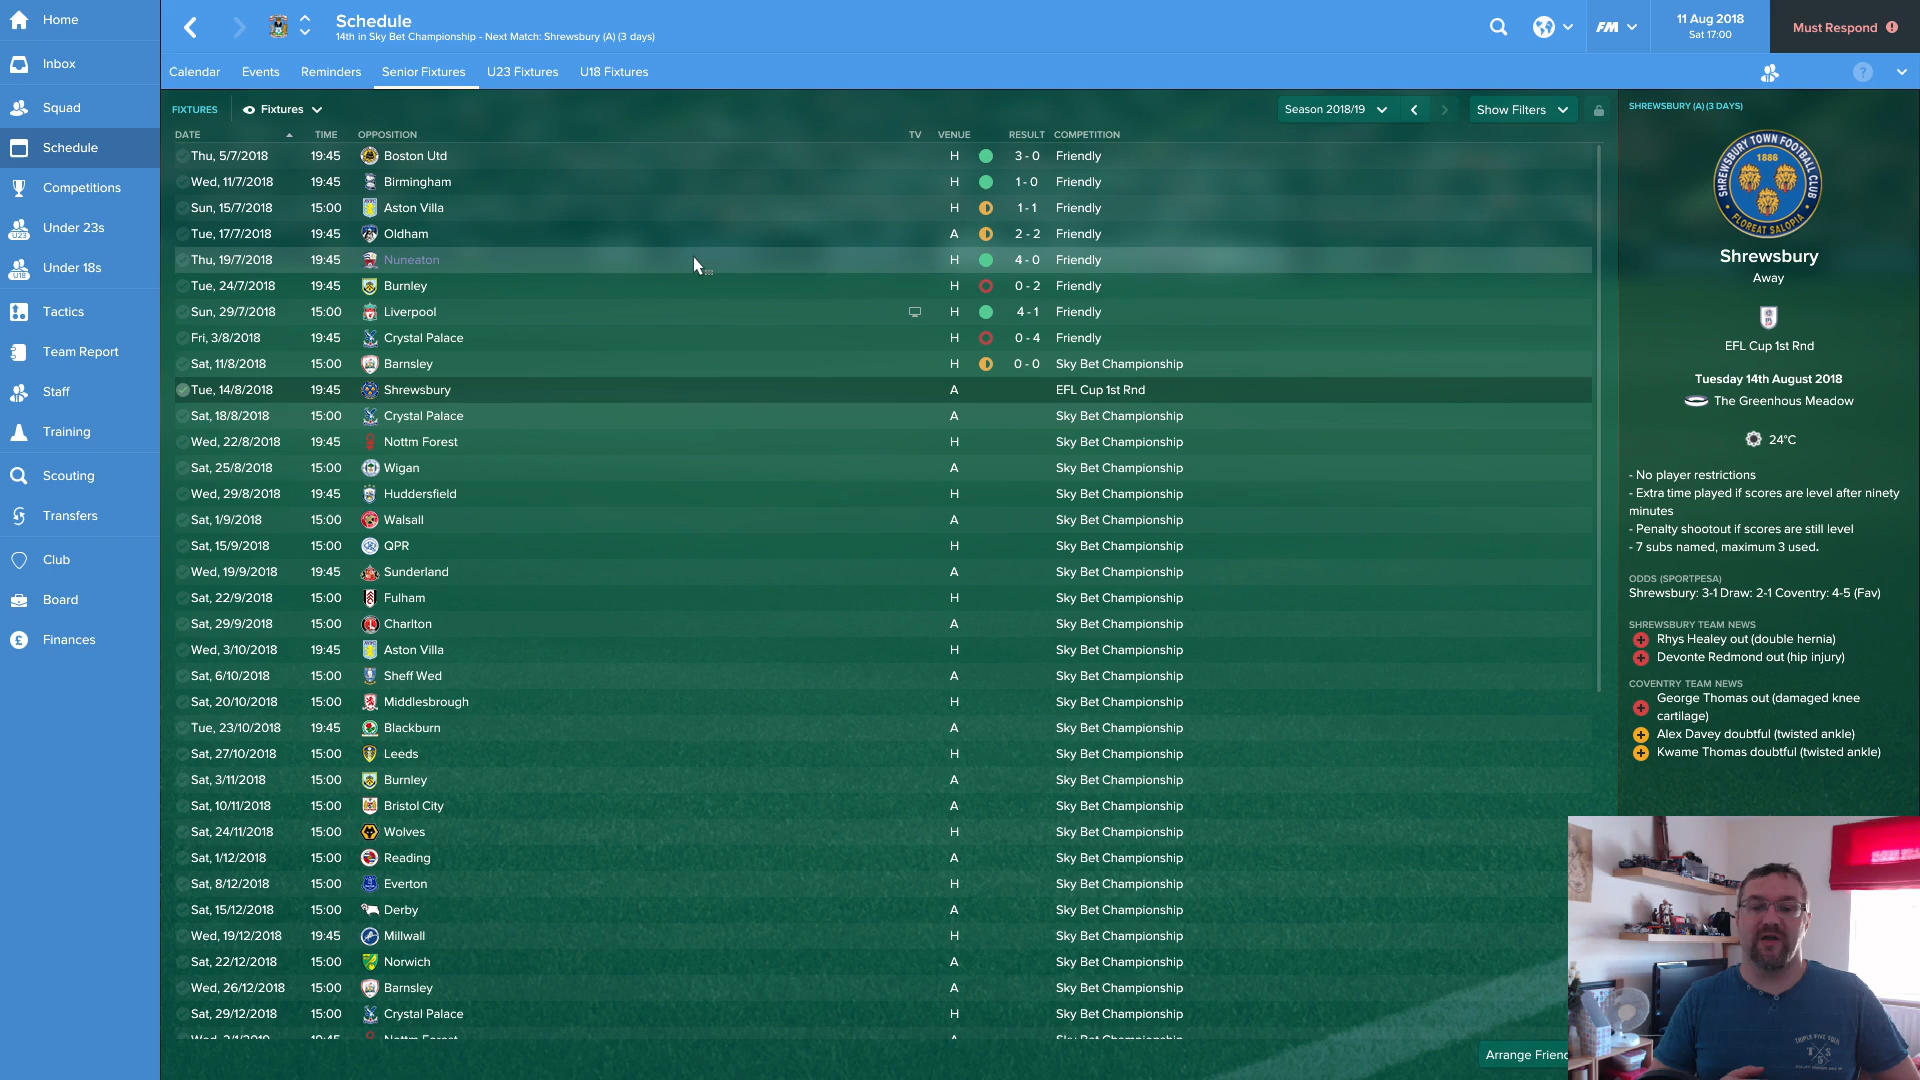 Home
Inbox
Squad
Schedule
Competitions
Under 23s
Under 18s
Tactics
Team Report
Staff
Training
Scouting
Transfers
Club
Board
Finances
Schedule
14th in Sky Bet Championship - Next Match: Shrewsbury (A) (3 days)
FM
11 Aug 2018
Sat 17:00
Must Respond
Calendar Events Reminders Senior Fixtures U23 Fixtures U18 Fixtures
FIXTURES Fixtures Season 2018/19 Show Filters
DATE TIME OPPOSITION TV VENUE RESULT COMPETITION
Thu, 5/7/2018 19:45 Boston Utd H 3 - 0 Friendly
Wed, 11/7/2018 19:45 Birmingham H 1 - 0 Friendly
Sun, 15/7/2018 15:00 Aston Villa H 1 - 1 Friendly
Tue, 17/7/2018 19:45 Oldham A 2 - 2 Friendly
Thu, 19/7/2018 19:45 Nuneaton H 4 - 0 Friendly
Tue, 24/7/2018 19:45 Burnley H 0 - 2 Friendly
Sun, 29/7/2018 15:00 Liverpool H 4 - 1 Friendly
Fri, 3/8/2018 19:45 Crystal Palace H 0 - 4 Friendly
Sat, 11/8/2018 15:00 Barnsley H 0 - 0 Sky Bet Championship
Tue, 14/8/2018 19:45 Shrewsbury A EFL Cup 1st Rnd
Sat, 18/8/2018 15:00 Crystal Palace A Sky Bet Championship
Wed, 22/8/2018 19:45 Nottm Forest H Sky Bet Championship
Sat, 25/8/2018 15:00 Wigan A Sky Bet Championship
Wed, 29/8/2018 19:45 Huddersfield H Sky Bet Championship
Sat, 1/9/2018 15:00 Walsall A Sky Bet Championship
Sat, 15/9/2018 15:00 QPR H Sky Bet Championship
Wed, 19/9/2018 19:45 Sunderland A Sky Bet Championship
Sat, 22/9/2018 15:00 Fulham H Sky Bet Championship
Sat, 29/9/2018 15:00 Charlton A Sky Bet Championship
Wed, 3/10/2018 19:45 Aston Villa H Sky Bet Championship
Sat, 6/10/2018 15:00 Sheff Wed A Sky Bet Championship
Sat, 20/10/2018 15:00 Middlesbrough H Sky Bet Championship
Tue, 23/10/2018 19:45 Blackburn A Sky Bet Championship
Sat, 27/10/2018 15:00 Leeds H Sky Bet Championship
Sat, 3/11/2018 15:00 Burnley A Sky Bet Championship
Sat, 10/11/2018 15:00 Bristol City A Sky Bet Championship
Sat, 24/11/2018 15:00 Wolves H Sky Bet Championship
Sat, 1/12/2018 15:00 Reading A Sky Bet Championship
Sat, 8/12/2018 15:00 Everton H Sky Bet Championship
Sat, 15/12/2018 15:00 Derby A Sky Bet Championship
Wed, 19/12/2018 19:45 Millwall H Sky Bet Championship
Sat, 22/12/2018 15:00 Norwich A Sky Bet Championship
Wed, 26/12/2018 15:00 Barnsley A Sky Bet Championship
Sat, 29/12/2018 15:00 Crystal Palace H Sky Bet Championship
Arrange Friend
SHREWSBURY (A) (3 DAYS)
SHREWSBURY TOWN FOOTBALL CLUB
1886
FLOREAT SALOPIA
Shrewsbury
Away
EFL Cup 1st Rnd
Tuesday 14th August 2018
The Greenhous Meadow
24°C
- No player restrictions
- Extra time played if scores are level after ninety
minutes
- Penalty shootout if scores are still level
- 7 subs named, maximum 3 used.
ODDS (SPORTPESA)
Shrewsbury: 3-1 Draw: 2-1 Coventry: 4-5 (Fav)
SHREWSBURY TEAM NEWS
Rhys Healey out (double hernia)
Devonte Redmond out (hip injury)
COVENTRY TEAM NEWS
George Thomas out (damaged knee
cartilage)
Alex Davey doubtful (twisted ankle)
Kwame Thomas doubtful (twisted ankle)